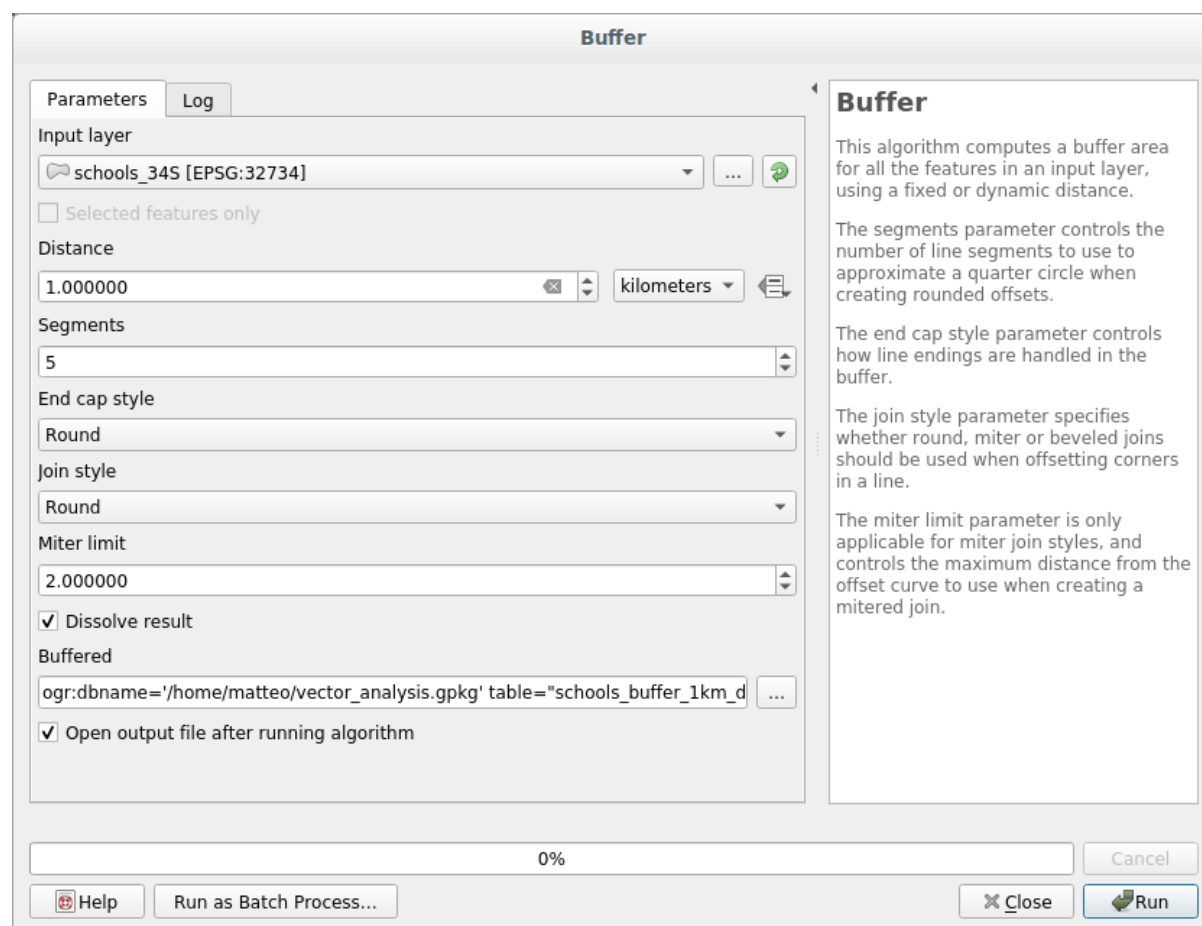 Buffer
Parameters
Log
Input layer
schools_34S [EPSG:32734]
...
Selected features only
Distance
1.000000
kilometers
Segments
5
End cap style
Round
Join style
Round
Miter limit
2.000000
Dissolve result
Buffered
ogr:dbname='/home/matteo/vector_analysis.gpkg' table="schools_buffer_1km_d
...
Open output file after running algorithm
Buffer
This algorithm computes a buffer area
for all the features in an input layer,
using a fixed or dynamic distance.
The segments parameter controls the
number of line segments to use to
approximate a quarter circle when
creating rounded offsets.
The end cap style parameter controls
how line endings are handled in the
buffer.
The join style parameter specifies
whether round, miter or beveled joins
should be used when offsetting corners
in a line.
The miter limit parameter is only
applicable for miter join styles, and
controls the maximum distance from the
offset curve to use when creating a
mitered join.
0%
Cancel
Help
Run as Batch Process...
Close
Run